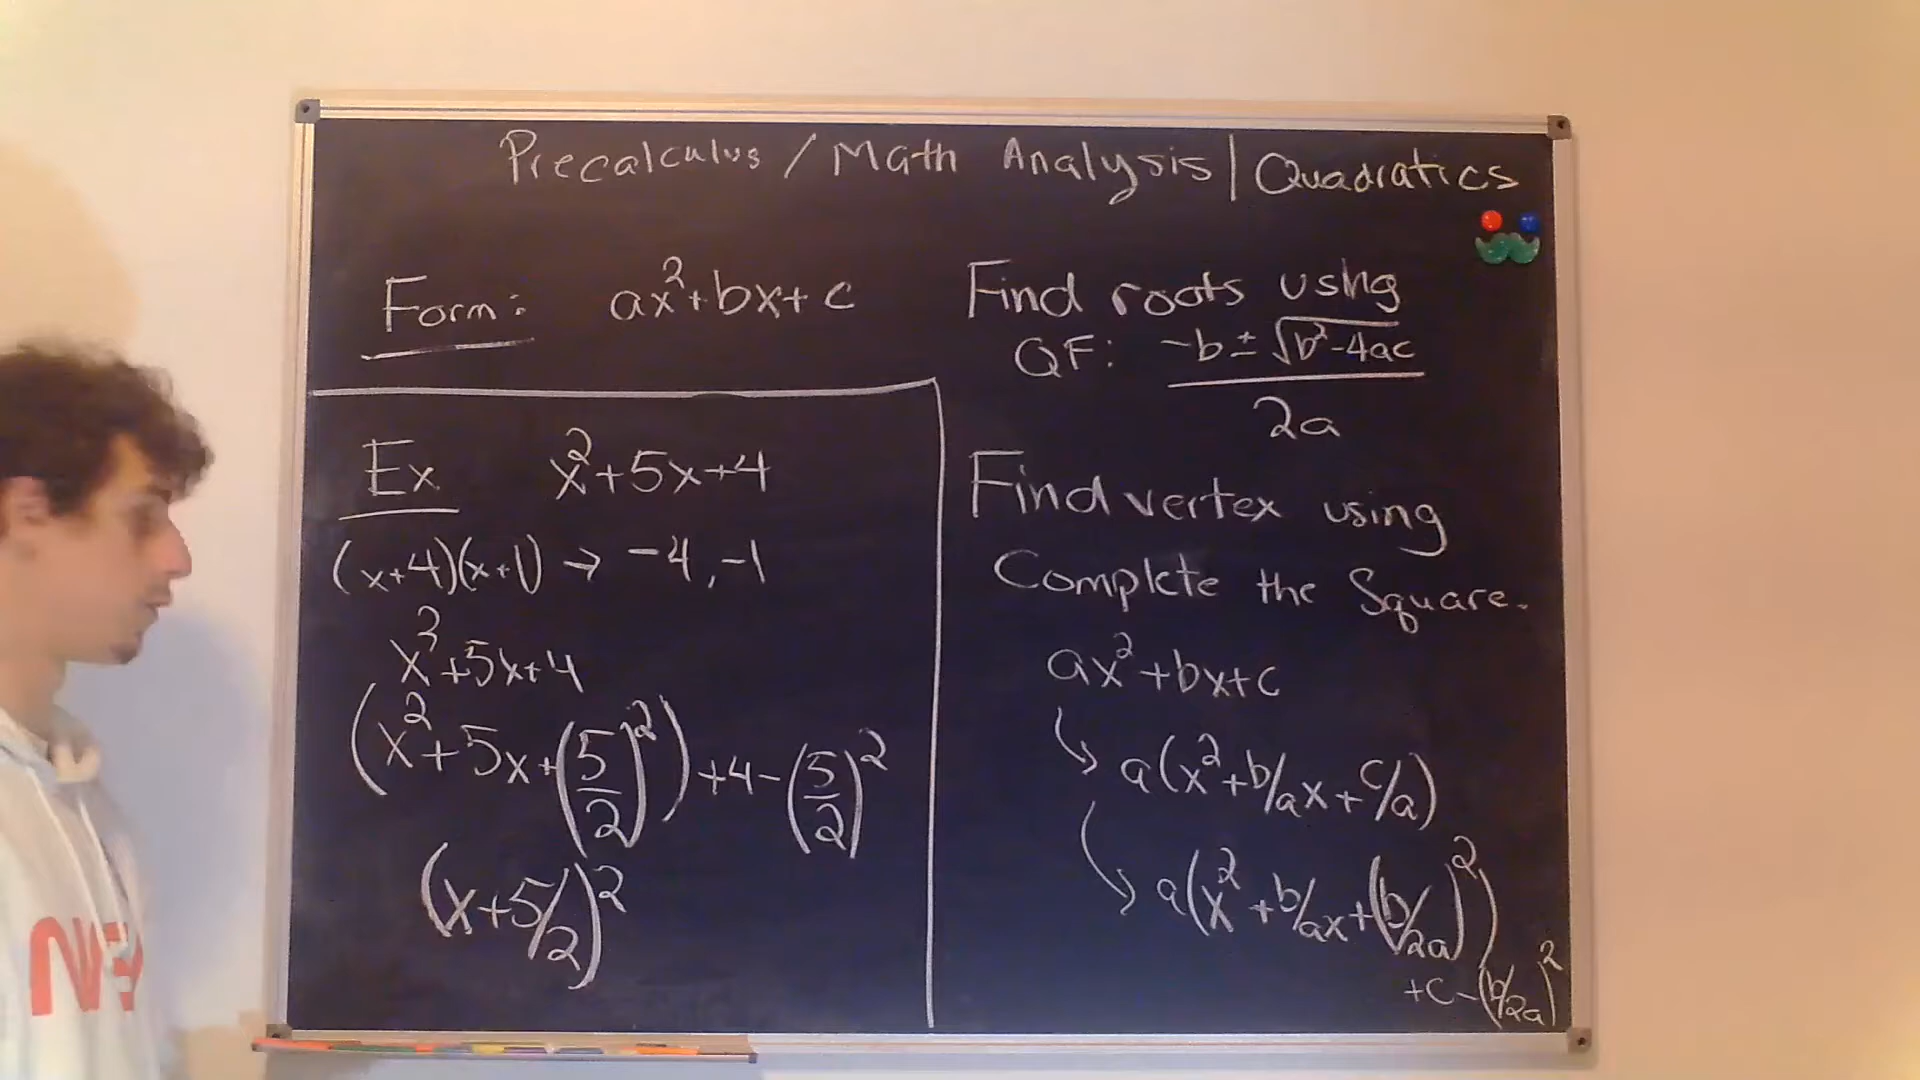 Precalculus / Math Analysis | Quadratics
Form: ax²+bx+c
Ex x²+5x+4
(x+4)(x+1) → -4, -1
x²+5x+4
(x²+5x+(5/2)²)+4-(5/2)²
(x+5/2)²
Find roots using
QF: -b±√b²-4ac
2a
Find vertex using
Complete the Square.
ax²+bx+c
↳ a(x²+b/ax+c/a)
↳ a(x²+b/ax+(b/2a)²)
+c-(b/2a)²